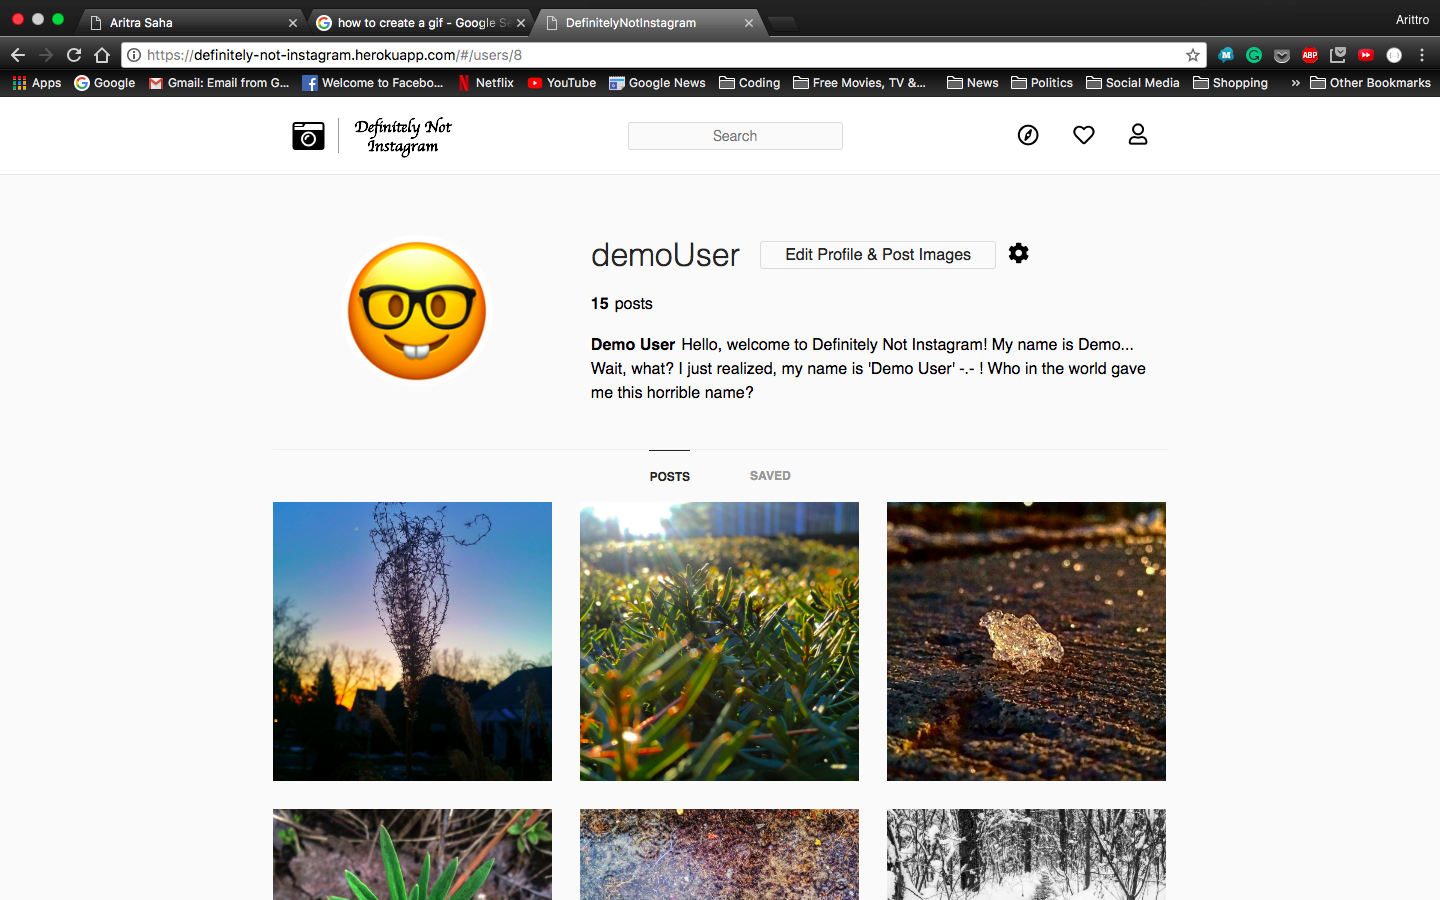 Aritra Saha
how to create a gif - Google Se
DefinitelyNotInstagram
Arittro
https://definitely-not-instagram.herokuapp.com/#/users/8
Apps
Google
Gmail: Email from G...
Welcome to Facebo...
Netflix
YouTube
Google News
Coding
Free Movies, TV &...
News
Politics
Social Media
Shopping
»
Other Bookmarks
Definitely Not
Instagram
Search
demoUser
Edit Profile & Post Images
15 posts
Demo User Hello, welcome to Definitely Not Instagram! My name is Demo...
Wait, what? I just realized, my name is 'Demo User' -.- ! Who in the world gave
me this horrible name?
POSTS
SAVED